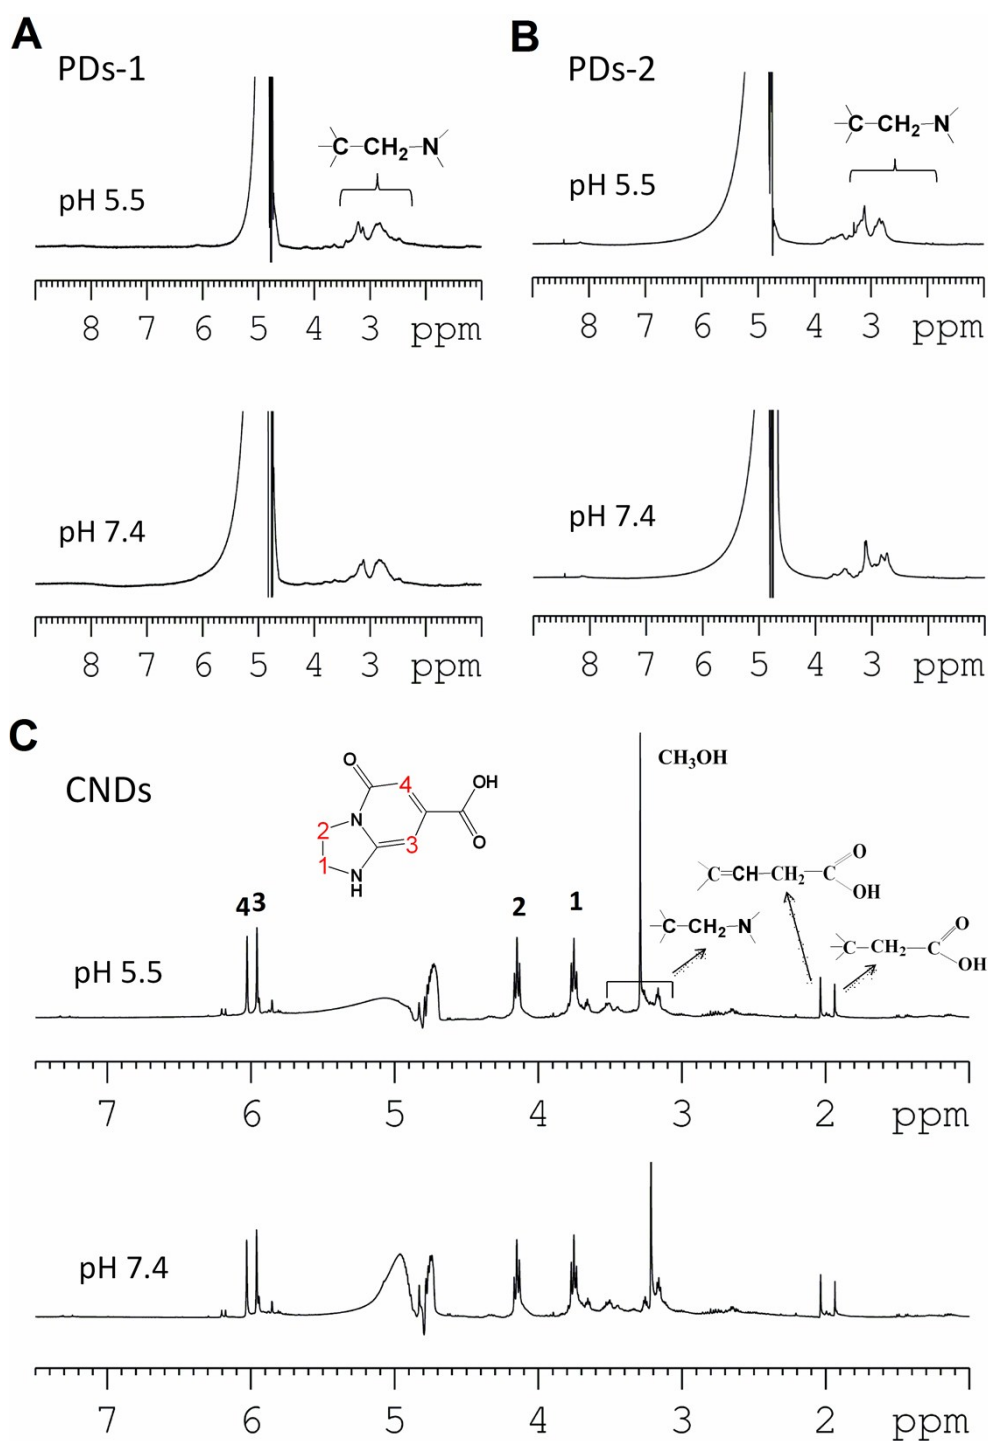 A
PDs-1
pH 5.5
C—CH₂—N
8 7 6 5 4 3 ppm
pH 7.4
8 7 6 5 4 3 ppm
B
PDs-2
pH 5.5
C—CH₂—N
8 7 6 5 4 3 ppm
pH 7.4
8 7 6 5 4 3 ppm
C
CNDs
O
4
OH
N
O
2
3
1
N
H
CH₃OH
C=CH—CH₂—C
O
OH
C—CH₂—N
C—CH₂—C
O
OH
4 3 2 1
pH 5.5
7 6 5 4 3 2 ppm
pH 7.4
7 6 5 4 3 2 ppm